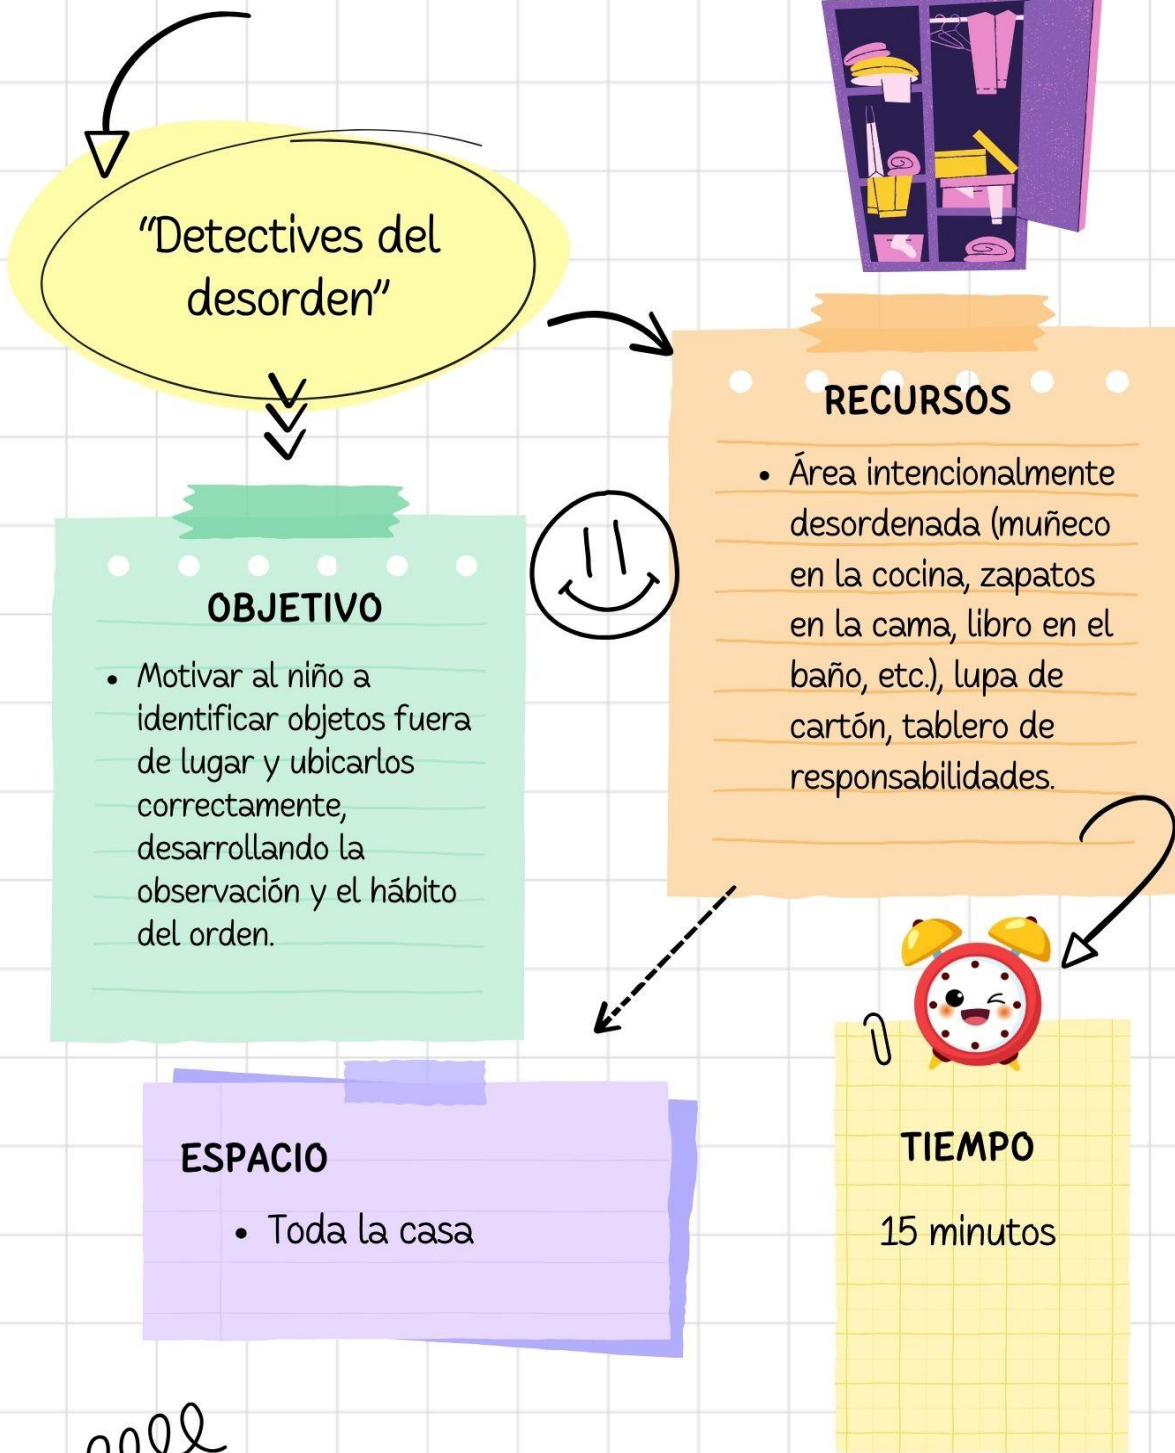 “Detectives del
desorden”
RECURSOS
• Área intencionalmente
desordenada (muñeco
en la cocina, zapatos
en la cama, libro en el
baño, etc.), lupa de
cartón, tablero de
responsabilidades.
OBJETIVO
• Motivar al niño a
identificar objetos fuera
de lugar y ubicarlos
correctamente,
desarrollando la
observación y el hábito
del orden.
ESPACIO
• Toda la casa
TIEMPO
15 minutos